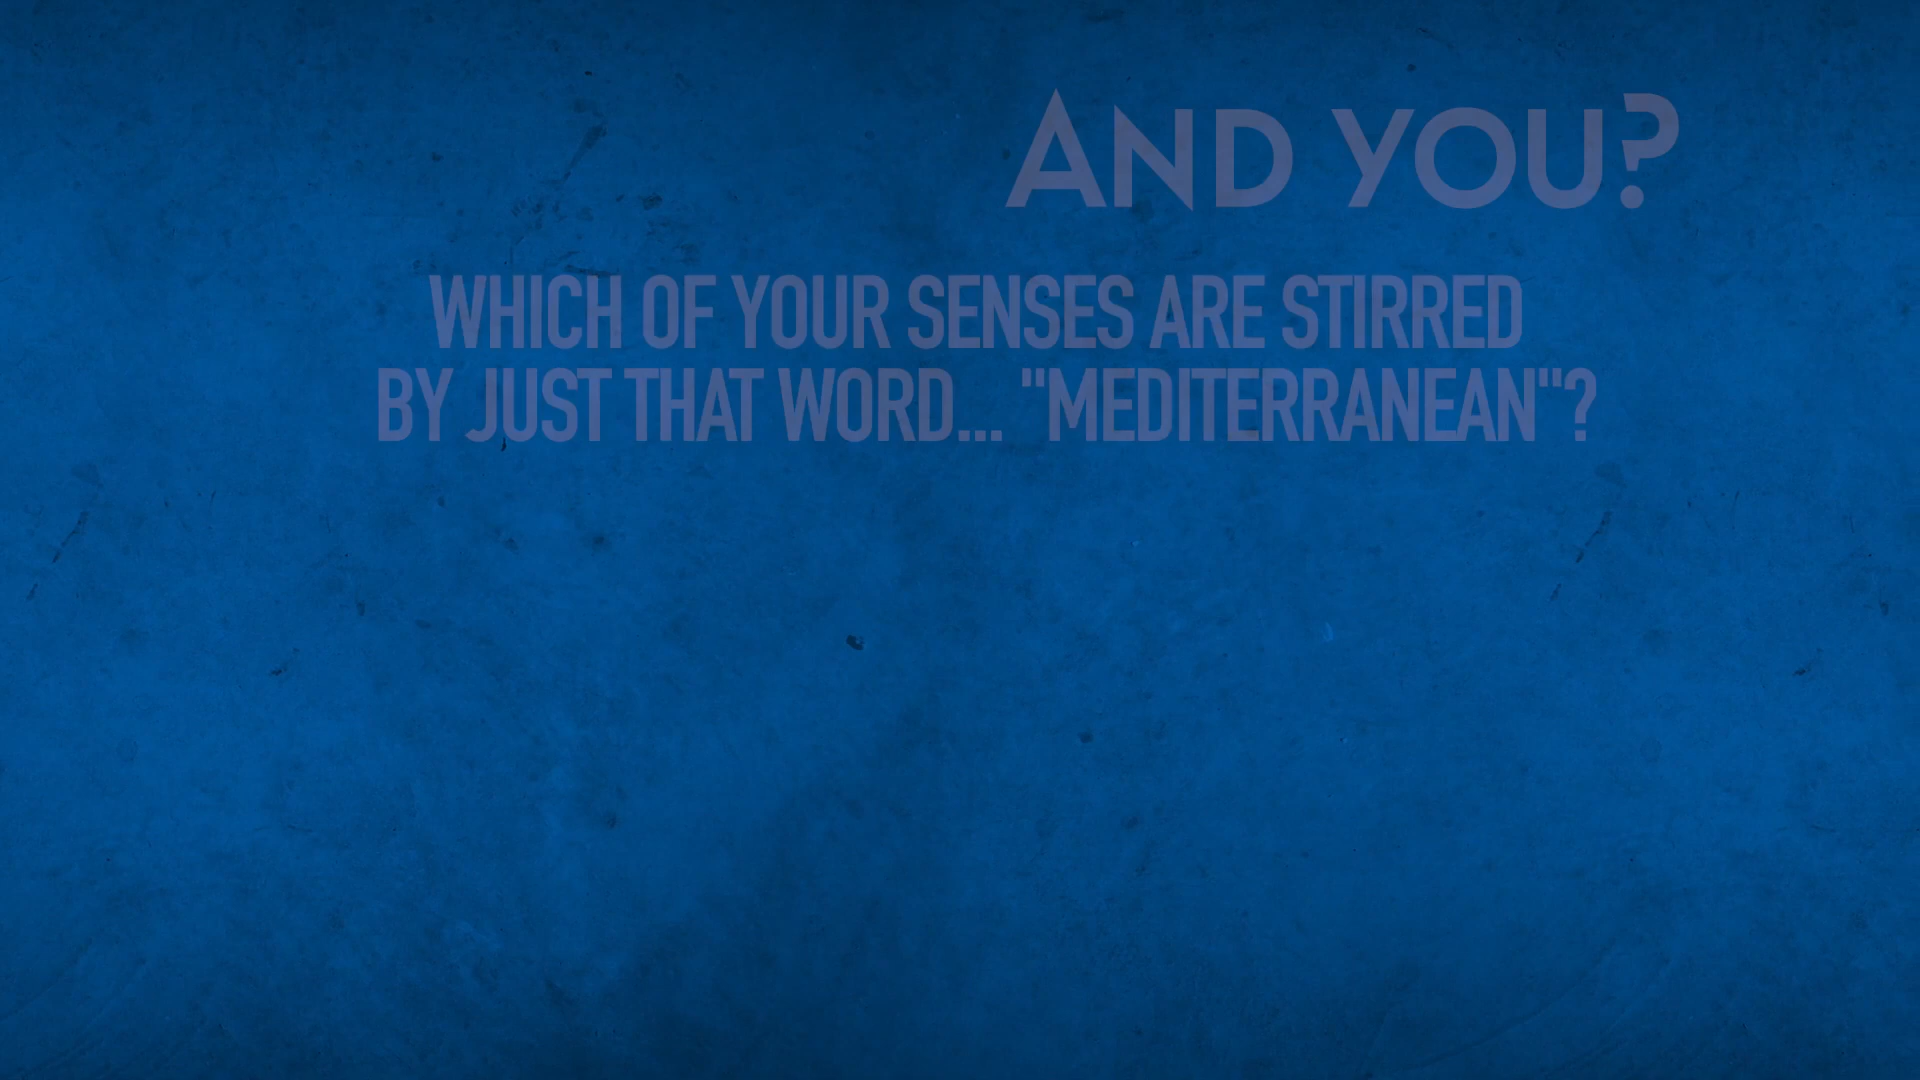 AND YOU?
WHICH OF YOUR SENSES ARE STIRRED
BY JUST THAT WORD... "MEDITERRANEAN"?